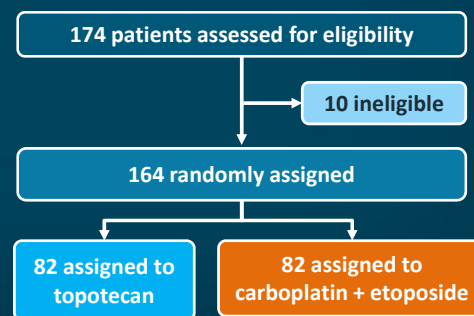 174 patients assessed for eligibility
10 ineligible
164 randomly assigned
82 assigned to
topotecan
82 assigned to
carboplatin + etoposide